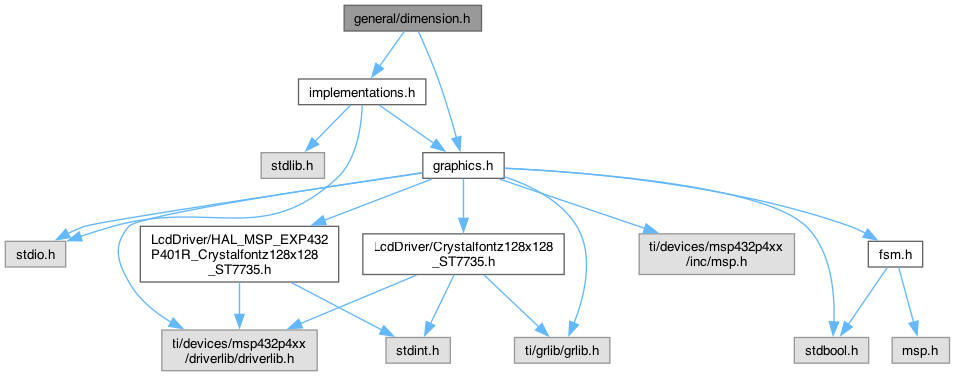 general/dimension.h
implementations.h
stdlib.h
graphics.h
stdio.h
LcdDriver/HAL_MSP_EXP432
P401R_Crystalfontz128x128
_ST7735.h
LcdDriver/Crystalfontz128x128
_ST7735.h
ti/devices/msp432p4xx
/inc/msp.h
fsm.h
ti/devices/msp432p4xx
/driverlib/driverlib.h
stdint.h
ti/grlib/grlib.h
stdbool.h
msp.h